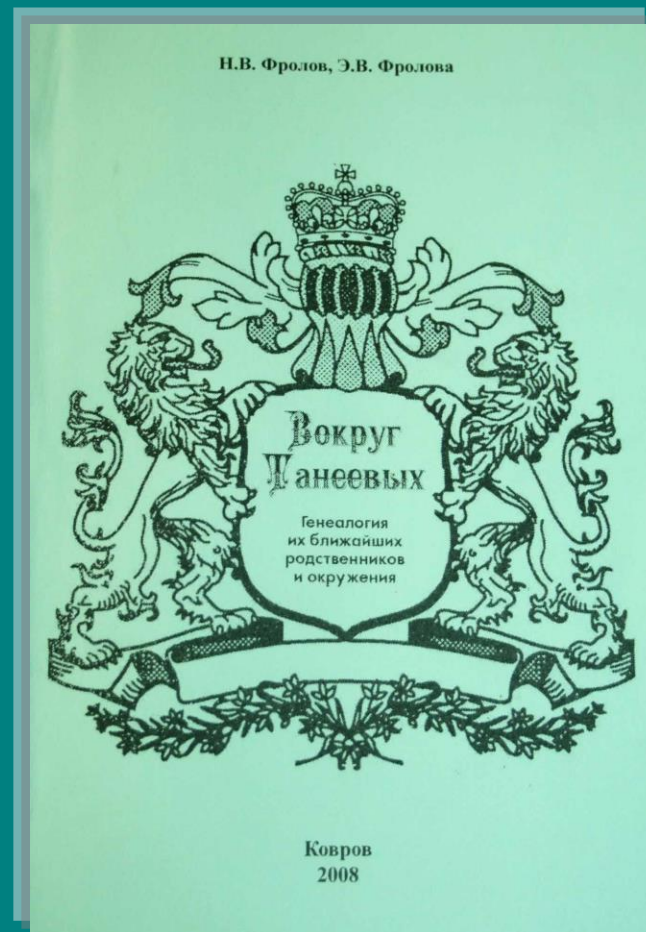 Н.В. Фролов, Э.В. Фролова
Вокруг
Танеевых
Генеалогия
их ближайших
родственников
и окружения
Ковров
2008